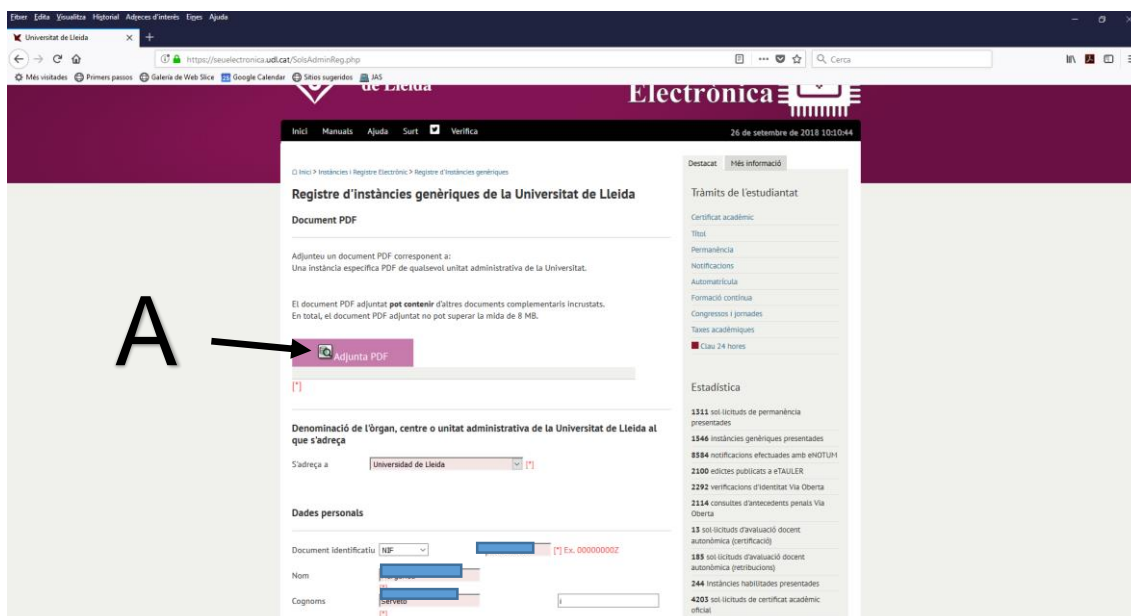 Fitxer Edita Visualitza Historial Adreces d'interès Eines Ajuda
Universitat de Lleida
https://seuelectronica.udl.cat/SolsAdminReg.php
Cerca
Més visitades Primers passos Galeria de Web Slice Google Calendar Sitios sugeridos JAS
de Lleida
Electrònica
Inici Manuals Ajuda Surt Verifica
26 de setembre de 2018 10:10:44
Inici > Instàncies i Registre Electrònic > Registre d'instàncies genèriques
Registre d'instàncies genèriques de la Universitat de Lleida
Document PDF
Adjunteu un document PDF corresponent a:
Una instància específica PDF de qualsevol unitat administrativa de la Universitat.
El document PDF adjuntat pot contenir d'altres documents complementaris incrustats.
En total, el document PDF adjuntat no pot superar la mida de 8 MB.
A
Adjunta PDF
[*]
Denominació de l'òrgan, centre o unitat administrativa de la Universitat de Lleida al
que s'adreça
S'adreça a Universidad de Lleida [*]
Dades personals
Document identificatiu NIF [*] Ex. 00000000Z
Nom
[*]
Cognoms i
[*]
Destacat Més informació
Tràmits de l'estudiantat
Certificat acadèmic
Títol
Permanència
Notificacions
Automatrícula
Formació contínua
Congressos i jornades
Taxes acadèmiques
Clau 24 hores
Estadística
1311 sol·licituds de permanència
presentades
1546 instàncies genèriques presentades
8584 notificacions efectuades amb eNOTUM
2100 edictes publicats a eTAULER
2292 verificacions d'identitat Via Oberta
2114 consultes d'antecedents penals Via
Oberta
13 sol·licituds d'avaluació docent
autonòmica (certificació)
185 sol·licituds d'avaluació docent
autonòmica (retribucions)
244 instàncies habilitades presentades
4203 sol·licituds de certificat acadèmic
oficial